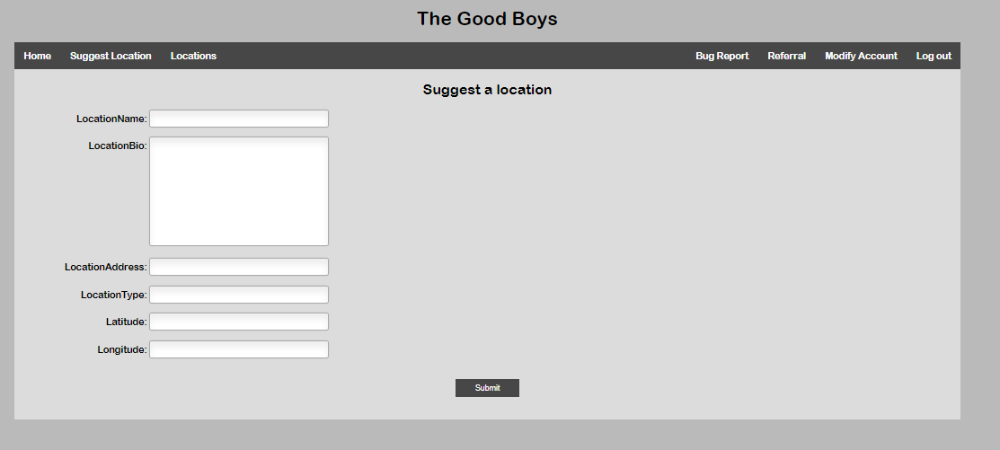 The Good Boys
Home Suggest Location Locations Bug Report Referral Modify Account Log out
Suggest a location
LocationName:
LocationBio:
LocationAddress:
LocationType:
Latitude:
Longitude:
Submit